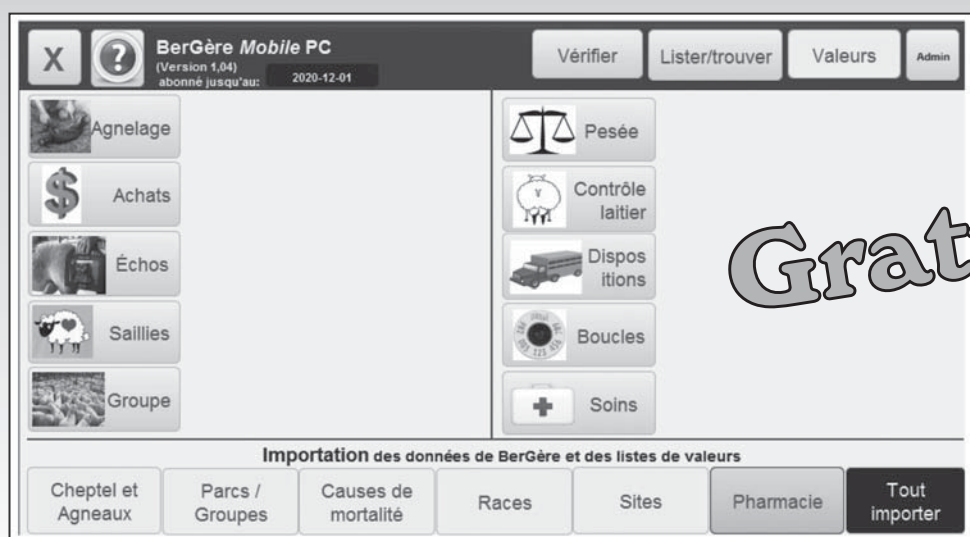 X
?
BerGère Mobile PC
(Version 1,04)
abonné jusqu'au: 2020-12-01
Vérifier
Lister/trouver
Valeurs
Admin
Agnelage
Achats
Échos
Saillies
Groupe
Pesée
Contrôle
laitier
Dispos
itions
Boucles
Soins
Grat
Importation des données de BerGère et des listes de valeurs
Cheptel et
Agneaux
Parcs /
Groupes
Causes de
mortalité
Races
Sites
Pharmacie
Tout
importer